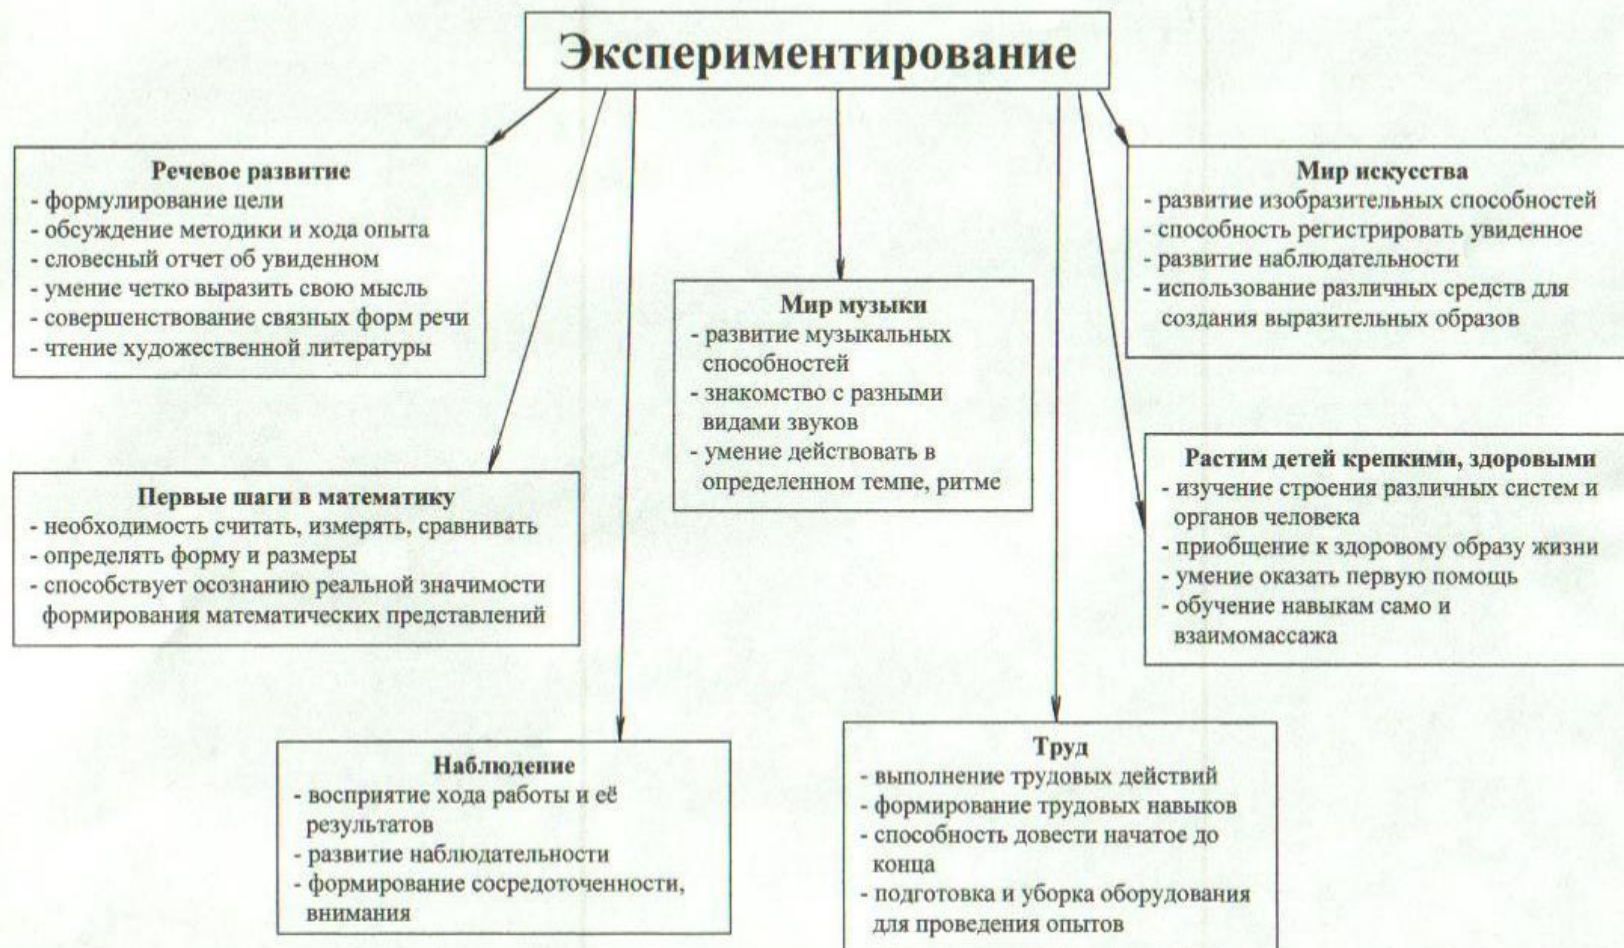 Экспериментирование
Речевое развитие
- формулирование цели
- обсуждение методики и хода опыта
- словесный отчет об увиденном
- умение четко выразить свою мысль
- совершенствование связных форм речи
- чтение художественной литературы
Первые шаги в математику
- необходимость считать, измерять, сравнивать
- определять форму и размеры
- способствует осознанию реальной значимости
формирования математических представлений
Наблюдение
- восприятие хода работы и её
результатов
- развитие наблюдательности
- формирование сосредоточенности,
внимания
Мир музыки
- развитие музыкальных
способностей
- знакомство с разными
видами звуков
- умение действовать в
определенном темпе, ритме
Труд
- выполнение трудовых действий
- формирование трудовых навыков
- способность довести начатое до
конца
- подготовка и уборка оборудования
для проведения опытов
Мир искусства
- развитие изобразительных способностей
- способность регистрировать увиденное
- развитие наблюдательности
- использование различных средств для
создания выразительных образов
Растим детей крепкими, здоровыми
- изучение строения различных систем и
органов человека
- приобщение к здоровому образу жизни
- умение оказать первую помощь
- обучение навыкам само и
взаимомассажа